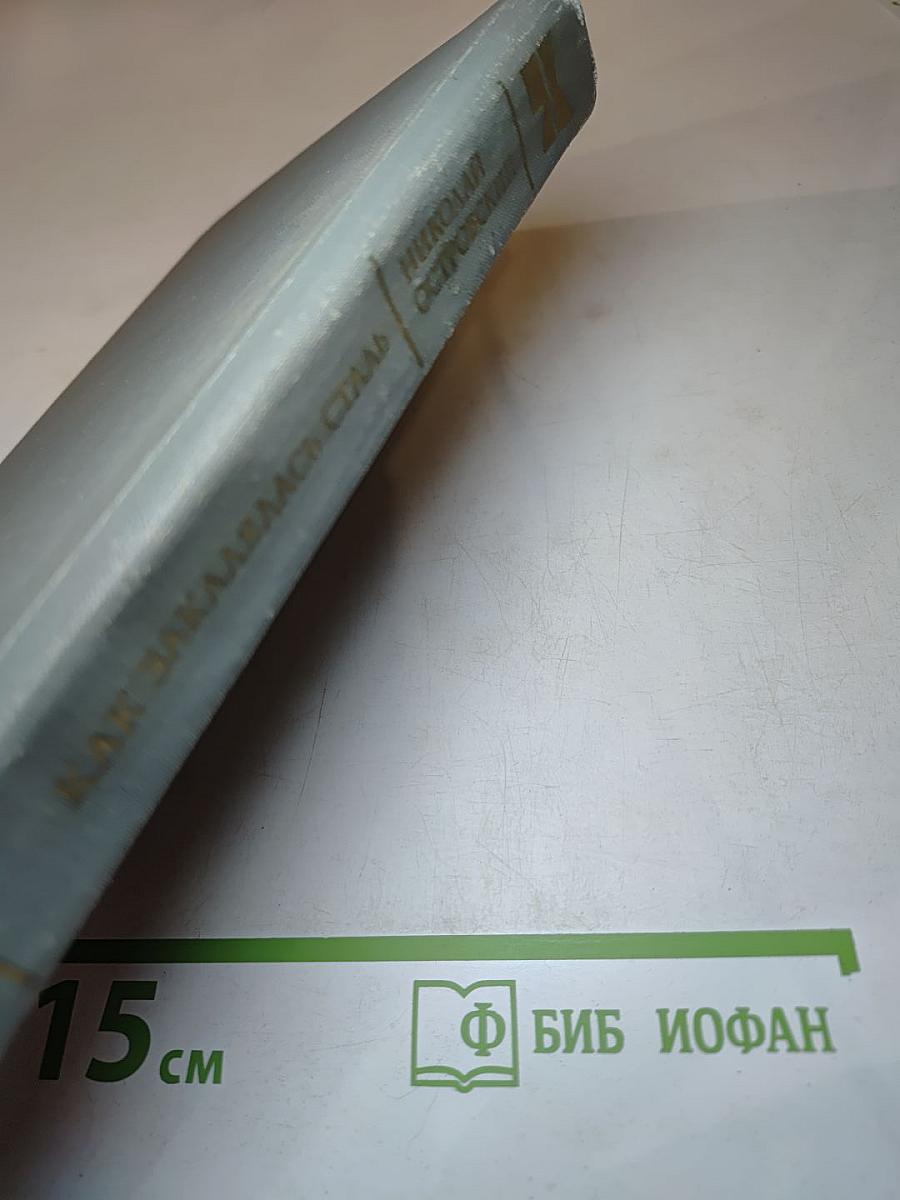 НИКОЛАЙ
ОСТРОВСКИЙ
КАК ЗАКАЛЯЛАСЬ СТАЛЬ
15 см
Ф БИБ ИОФАН